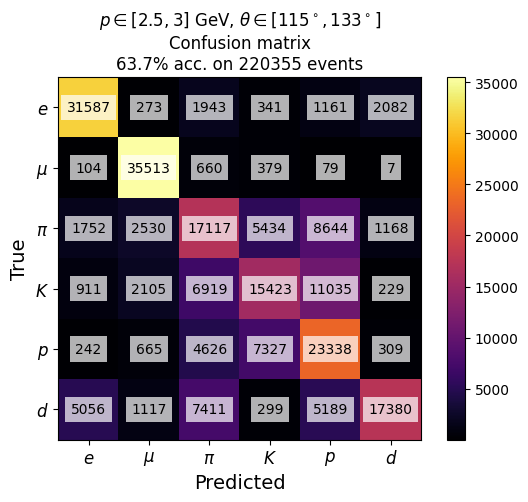 p ∈ [2.5, 3] GeV, θ ∈ [115°, 133°]
Confusion matrix
63.7% acc. on 220355 events
e 31587 273 1943 341 1161 2082
μ 104 35513 660 379 79 7
π 1752 2530 17117 5434 8644 1168
K 911 2105 6919 15423 11035 229
p 242 665 4626 7327 23338 309
d 5056 1117 7411 299 5189 17380
e μ π K p d
Predicted
True
35000
30000
25000
20000
15000
10000
5000